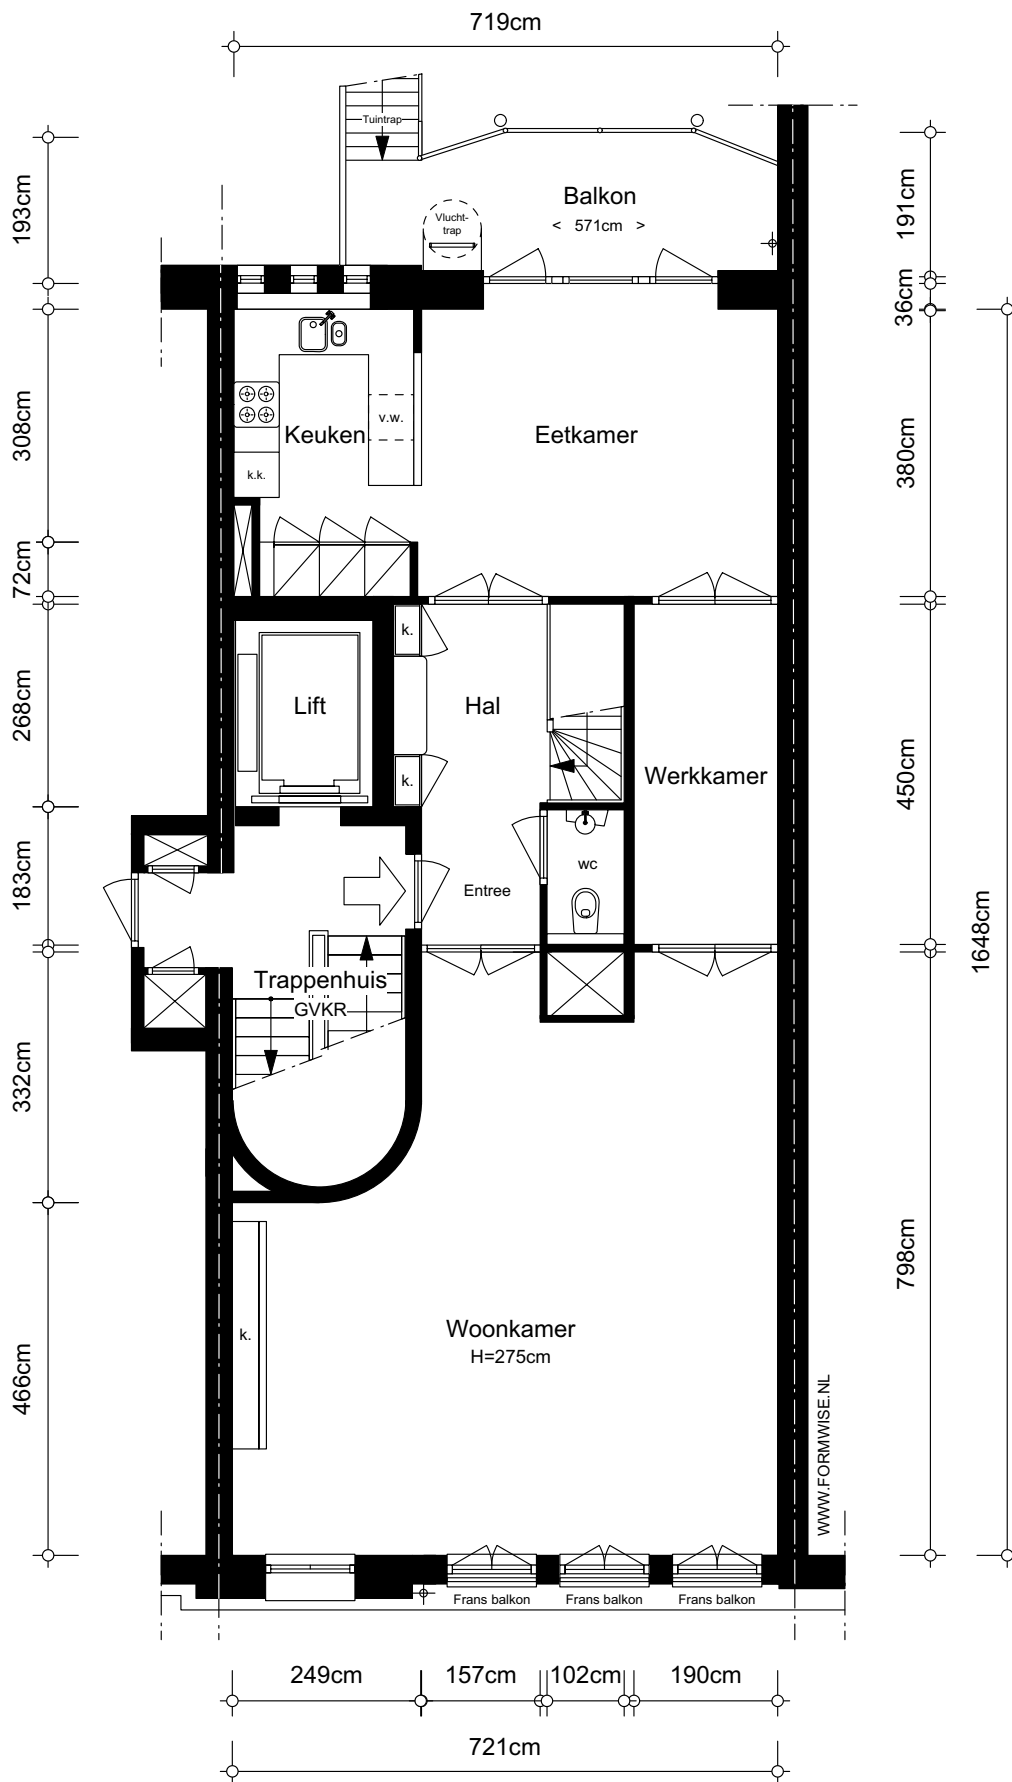 719cm
Tuintrap
193cm
191cm
Balkon
< 571cm >
Vlucht-
trap
36cm
308cm
380cm
v.w.
Keuken
Eetkamer
k.k.
72cm
k.
268cm
Lift
Hal
450cm
Werkkamer
k.
183cm
wc
Entree
1648cm
Trappenhuis
GVKR
332cm
798cm
Woonkamer
H=275cm
k.
466cm
WWW.FORMWISE.NL
Frans balkon
Frans balkon
Frans balkon
249cm
157cm
102cm
190cm
721cm